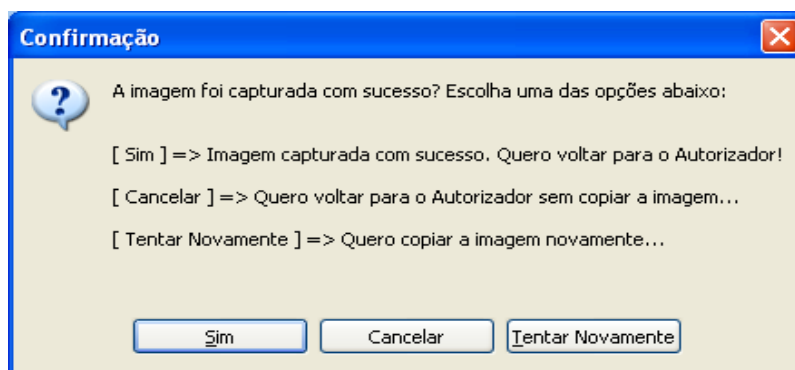 Confirmação
A imagem foi capturada com sucesso? Escolha uma das opções abaixo:
[ Sim ] => Imagem capturada com sucesso. Quero voltar para o Autorizador!
[ Cancelar ] => Quero voltar para o Autorizador sem copiar a imagem...
[ Tentar Novamente ] => Quero copiar a imagem novamente...
Sim Cancelar Tentar Novamente